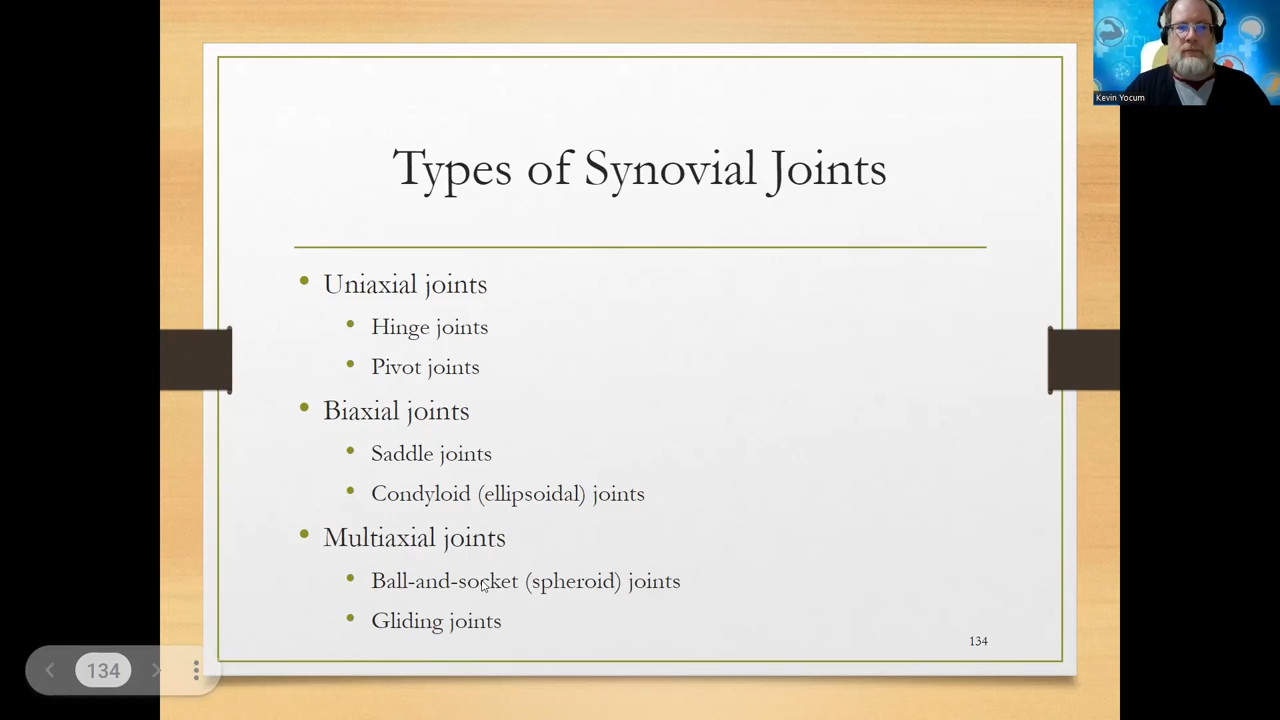 Kevin Yocum
Types of Synovial Joints
• Uniaxial joints
• Hinge joints
• Pivot joints
• Biaxial joints
• Saddle joints
• Condyloid (ellipsoidal) joints
• Multiaxial joints
• Ball-and-socket (spheroid) joints
• Gliding joints
134
134